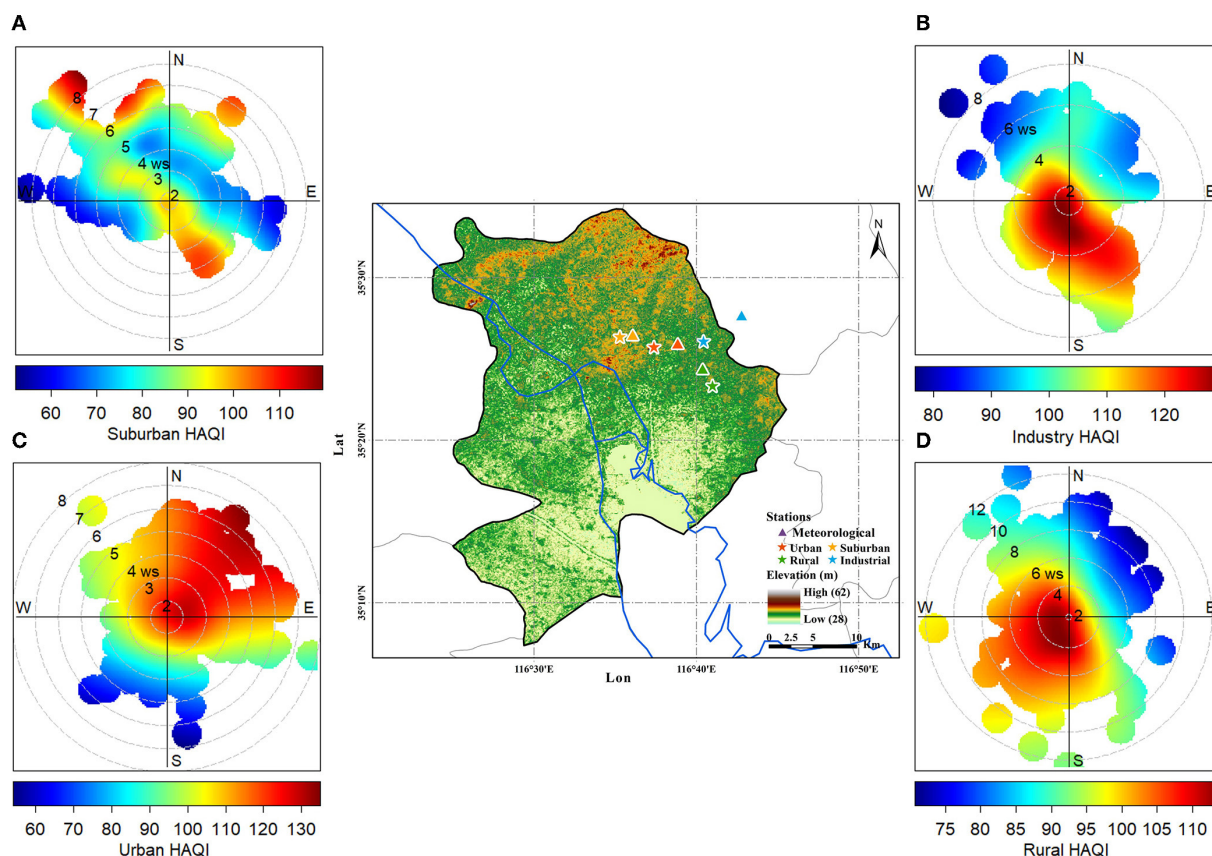 A
N
8
7
6
5
4 ws
3
2
W
E
S
60 70 80 90 100 110
Suburban HAQI
B
N
8
6 ws
4
2
W
E
S
80 90 100 110 120
Industry HAQI
C
N
8
7
6
5
4 ws
3
2
W
E
S
55 60 70 80 90 100 110 120 130
Urban HAQI
D
N
12
10
8
6 ws
4
2
W
E
S
75 80 85 90 95 100 105 110
Rural HAQI
N
35°30'N
35°20'N
35°10'N
Lat
116°30'E
116°40'E
116°50'E
Lon
Stations
Meteorological
Urban Suburban
Rural Industrial
Elevation (m)
High (62)
Low (28)
0 2.5 5 10
Km